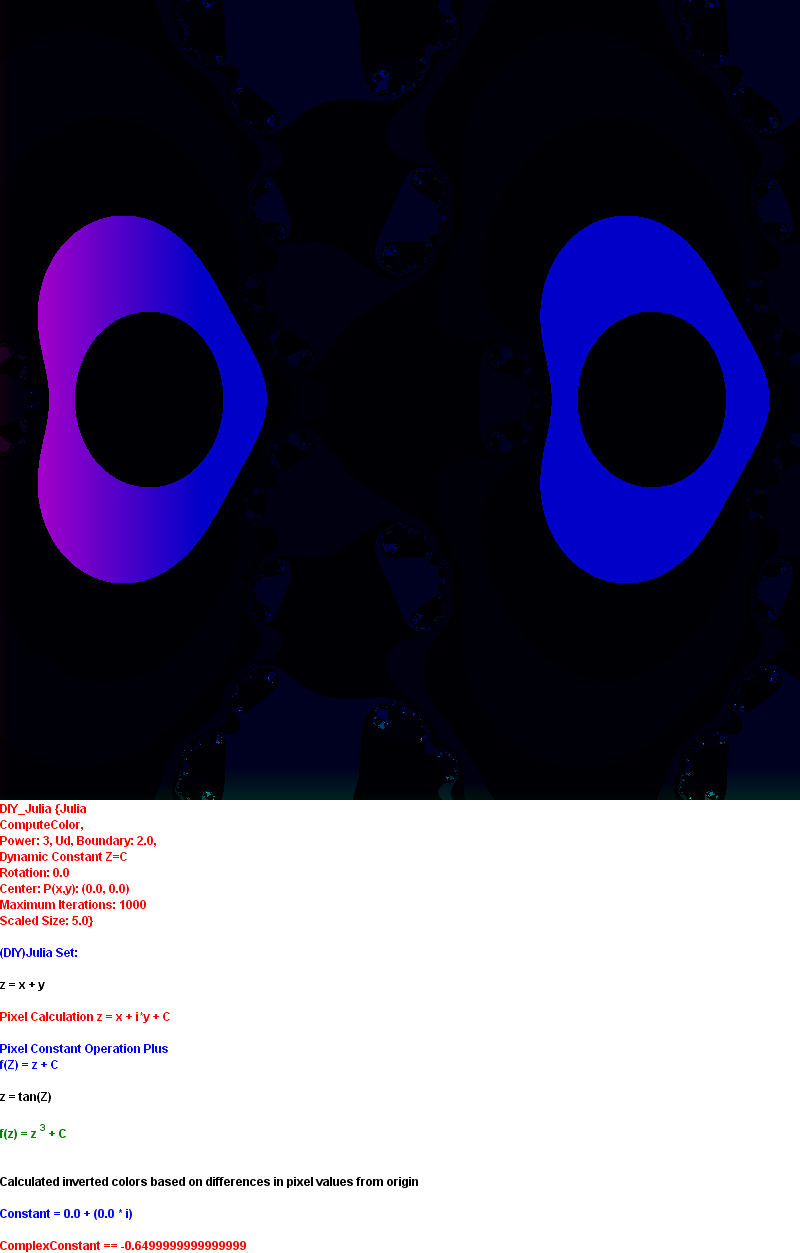 DIY_Julia {Julia
ComputeColor,
Power: 3, Ud, Boundary: 2.0,
Dynamic Constant Z=C
Rotation: 0.0
Center: P(x,y): (0.0, 0.0)
Maximum Iterations: 1000
Scaled Size: 5.0}
(DIY)Julia Set:
z = x + y
Pixel Calculation z = x + i*y + C
Pixel Constant Operation Plus
f(Z) = z + C
z = tan(Z)
f(z) = z ³ + C
Calculated inverted colors based on differences in pixel values from origin
Constant = 0.0 + (0.0 * i)
ComplexConstant == -0.6499999999999999